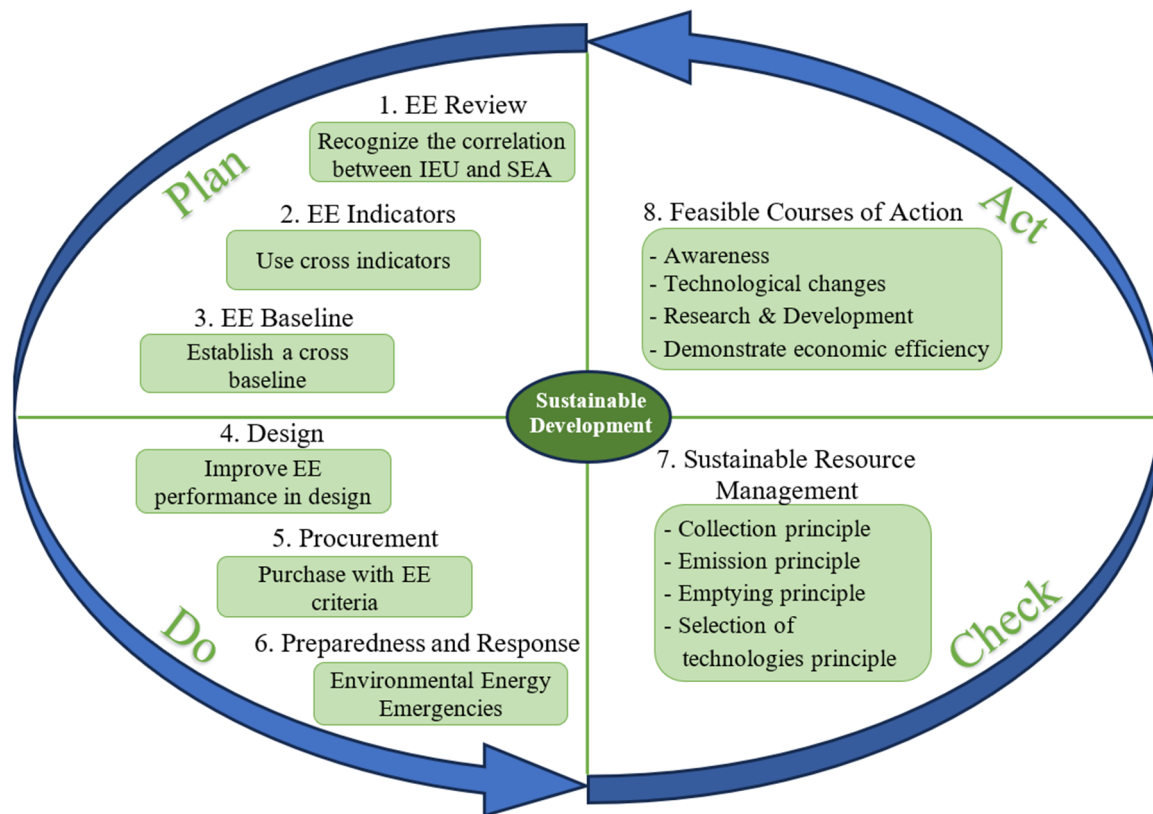 Plan
1. EE Review
Recognize the correlation
between IEU and SEA
2. EE Indicators
Use cross indicators
3. EE Baseline
Establish a cross
baseline
Do
4. Design
Improve EE
performance in design
5. Procurement
Purchase with EE
criteria
6. Preparedness and Response
Environmental Energy
Emergencies
Check
7. Sustainable Resource
Management
- Collection principle
- Emission principle
- Emptying principle
- Selection of
technologies principle
Act
8. Feasible Courses of Action
- Awareness
- Technological changes
- Research & Development
- Demonstrate economic efficiency
Sustainable
Development